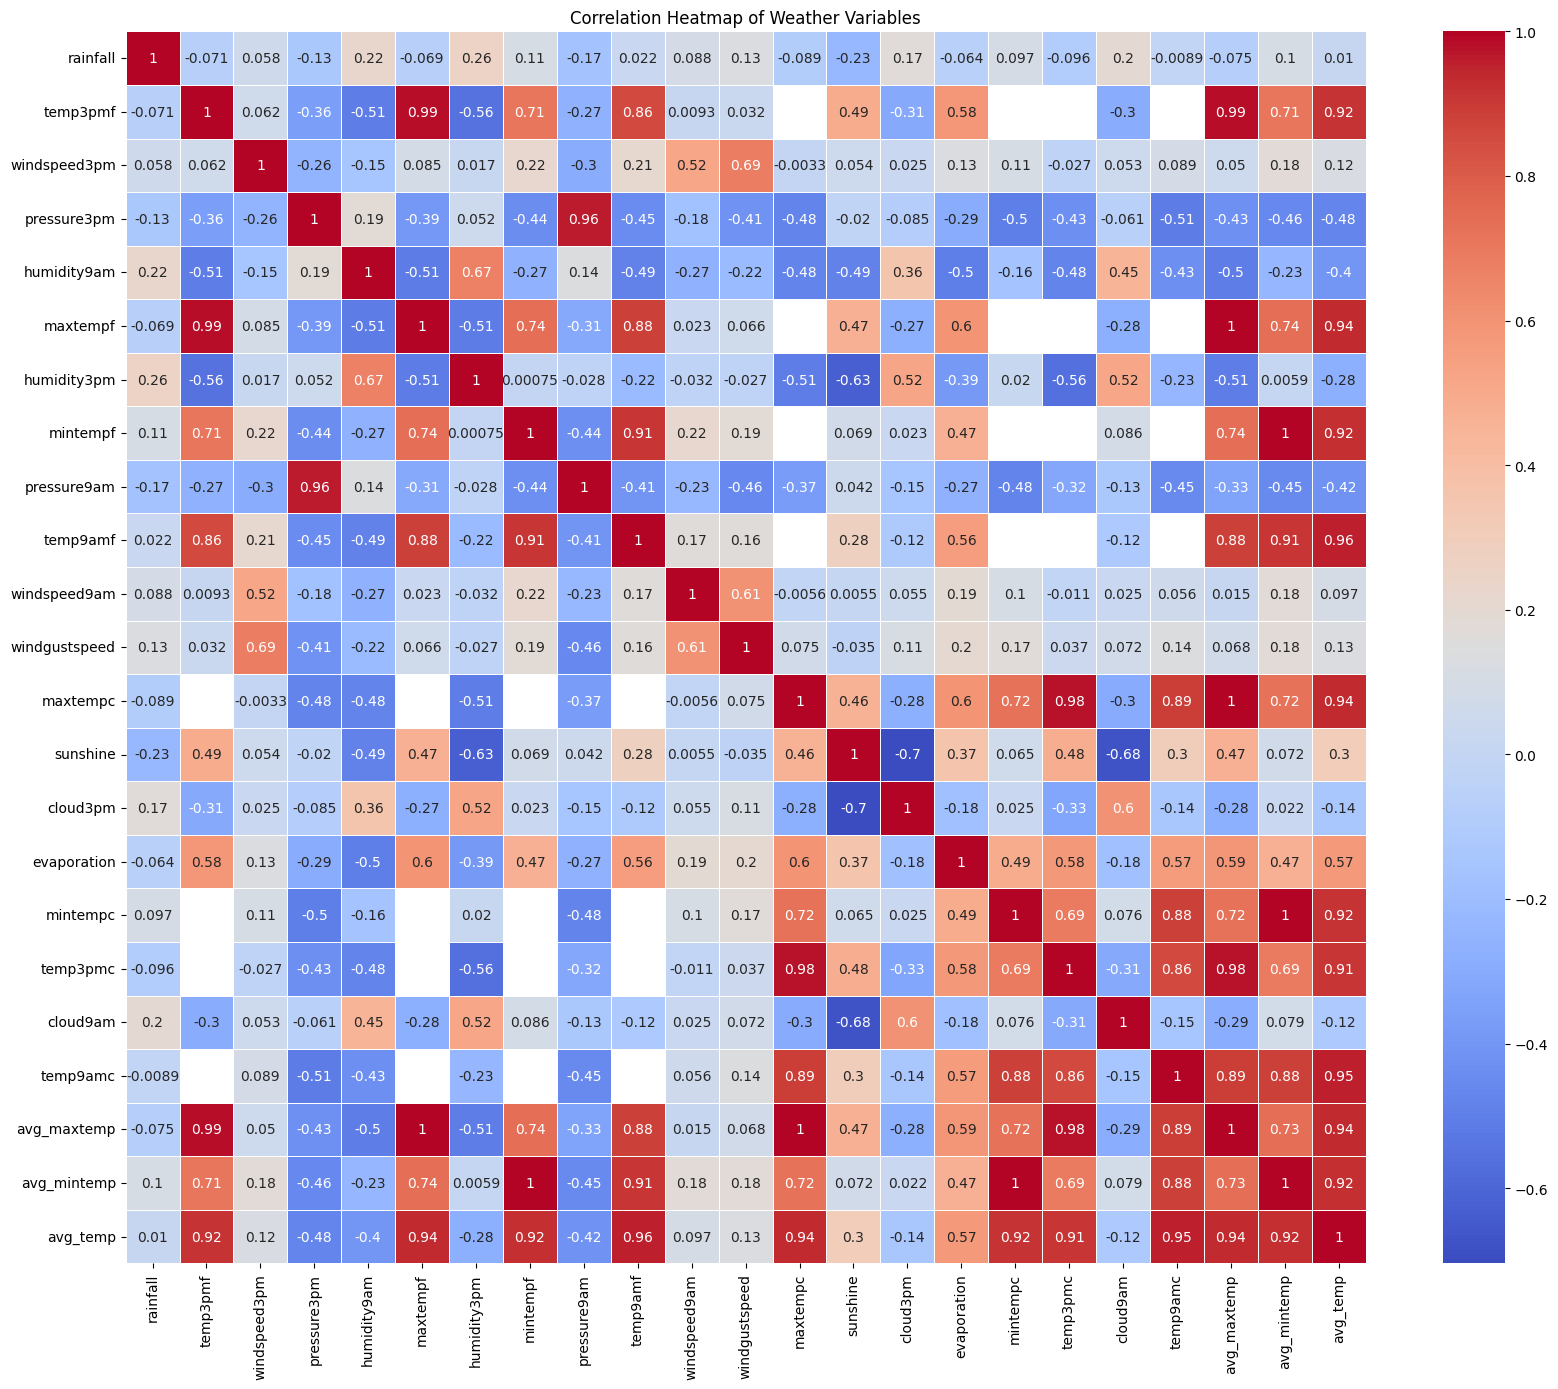 Correlation Heatmap of Weather Variables
rainfall 1 -0.071 0.058 -0.13 0.22 -0.069 0.26 0.11 -0.17 0.022 0.088 0.13 -0.089 -0.23 0.17 -0.064 0.097 -0.096 0.2 -0.0089 -0.075 0.1 0.01
temp3pmf -0.071 1 0.062 -0.36 -0.51 0.99 -0.56 0.71 -0.27 0.86 0.0093 0.032 0.49 -0.31 0.58 -0.3 0.99 0.71 0.92
windspeed3pm 0.058 0.062 1 -0.26 -0.15 0.085 0.017 0.22 -0.3 0.21 0.52 0.69 -0.0033 0.054 0.025 0.13 0.11 -0.027 0.053 0.089 0.05 0.18 0.12
pressure3pm -0.13 -0.36 -0.26 1 0.19 -0.39 0.052 -0.44 0.96 -0.45 -0.18 -0.41 -0.48 -0.02 -0.085 -0.29 -0.5 -0.43 -0.061 -0.51 -0.43 -0.46 -0.48
humidity9am 0.22 -0.51 -0.15 0.19 1 -0.51 0.67 -0.27 0.14 -0.49 -0.27 -0.22 -0.48 -0.49 0.36 -0.5 -0.16 -0.48 0.45 -0.43 -0.5 -0.23 -0.4
maxtempf -0.069 0.99 0.085 -0.39 -0.51 1 -0.51 0.74 -0.31 0.88 0.023 0.066 0.47 -0.27 0.6 -0.28 1 0.74 0.94
humidity3pm 0.26 -0.56 0.017 0.052 0.67 -0.51 1 0.00075 -0.028 -0.22 -0.032 -0.027 -0.51 -0.63 0.52 -0.39 0.02 -0.56 0.52 -0.23 -0.51 0.0059 -0.28
mintempf 0.11 0.71 0.22 -0.44 -0.27 0.74 0.00075 1 -0.44 0.91 0.22 0.19 0.069 0.023 0.47 0.086 0.74 1 0.92
pressure9am -0.17 -0.27 -0.3 0.96 0.14 -0.31 -0.028 -0.44 1 -0.41 -0.23 -0.46 -0.37 0.042 -0.15 -0.27 -0.48 -0.32 -0.13 -0.45 -0.33 -0.45 -0.42
temp9amf 0.022 0.86 0.21 -0.45 -0.49 0.88 -0.22 0.91 -0.41 1 0.17 0.16 0.28 -0.12 0.56 -0.12 0.88 0.91 0.96
windspeed9am 0.088 0.0093 0.52 -0.18 -0.27 0.023 -0.032 0.22 -0.23 0.17 1 0.61 -0.0056 0.0055 0.055 0.19 0.1 -0.011 0.025 0.056 0.015 0.18 0.097
windgustspeed 0.13 0.032 0.69 -0.41 -0.22 0.066 -0.027 0.19 -0.46 0.16 0.61 1 0.075 -0.035 0.11 0.2 0.17 0.037 0.072 0.14 0.068 0.18 0.13
maxtempc -0.089 -0.0033 -0.48 -0.48 -0.51 -0.37 -0.0056 0.075 1 0.46 -0.28 0.6 0.72 0.98 -0.3 0.89 1 0.72 0.94
sunshine -0.23 0.49 0.054 -0.02 -0.49 0.47 -0.63 0.069 0.042 0.28 0.0055 -0.035 0.46 1 -0.7 0.37 0.065 0.48 -0.68 0.3 0.47 0.072 0.3
cloud3pm 0.17 -0.31 0.025 -0.085 0.36 -0.27 0.52 0.023 -0.15 -0.12 0.055 0.11 -0.28 -0.7 1 -0.18 0.025 -0.33 0.6 -0.14 -0.28 0.022 -0.14
evaporation -0.064 0.58 0.13 -0.29 -0.5 0.6 -0.39 0.47 -0.27 0.56 0.19 0.2 0.6 0.37 -0.18 1 0.49 0.58 -0.18 0.57 0.59 0.47 0.57
mintempc 0.097 0.11 -0.5 -0.16 0.02 -0.48 0.1 0.17 0.72 0.065 0.025 0.49 1 0.69 0.076 0.88 0.72 1 0.92
temp3pmc -0.096 -0.027 -0.43 -0.48 -0.56 -0.32 -0.011 0.037 0.98 0.48 -0.33 0.58 0.69 1 -0.31 0.86 0.98 0.69 0.91
cloud9am 0.2 -0.3 0.053 -0.061 0.45 -0.28 0.52 0.086 -0.13 -0.12 0.025 0.072 -0.3 -0.68 0.6 -0.18 0.076 -0.31 1 -0.15 -0.29 0.079 -0.12
temp9amc -0.0089 0.089 -0.51 -0.43 -0.23 -0.45 0.056 0.14 0.89 0.3 -0.14 0.57 0.88 0.86 -0.15 1 0.89 0.88 0.95
avg_maxtemp -0.075 0.99 0.05 -0.43 -0.5 1 -0.51 0.74 -0.33 0.88 0.015 0.068 1 0.47 -0.28 0.59 0.72 0.98 -0.29 0.89 1 0.73 0.94
avg_mintemp 0.1 0.71 0.18 -0.46 -0.23 0.74 0.0059 1 -0.45 0.91 0.18 0.18 0.72 0.072 0.022 0.47 1 0.69 0.079 0.88 0.73 1 0.92
avg_temp 0.01 0.92 0.12 -0.48 -0.4 0.94 -0.28 0.92 -0.42 0.96 0.097 0.13 0.94 0.3 -0.14 0.57 0.92 0.91 -0.12 0.95 0.94 0.92 1
rainfall temp3pmf windspeed3pm pressure3pm humidity9am maxtempf humidity3pm mintempf pressure9am temp9amf windspeed9am windgustspeed maxtempc sunshine cloud3pm evaporation mintempc temp3pmc cloud9am temp9amc avg_maxtemp avg_mintemp avg_temp
1.0
0.8
0.6
0.4
0.2
0.0
−0.2
−0.4
−0.6